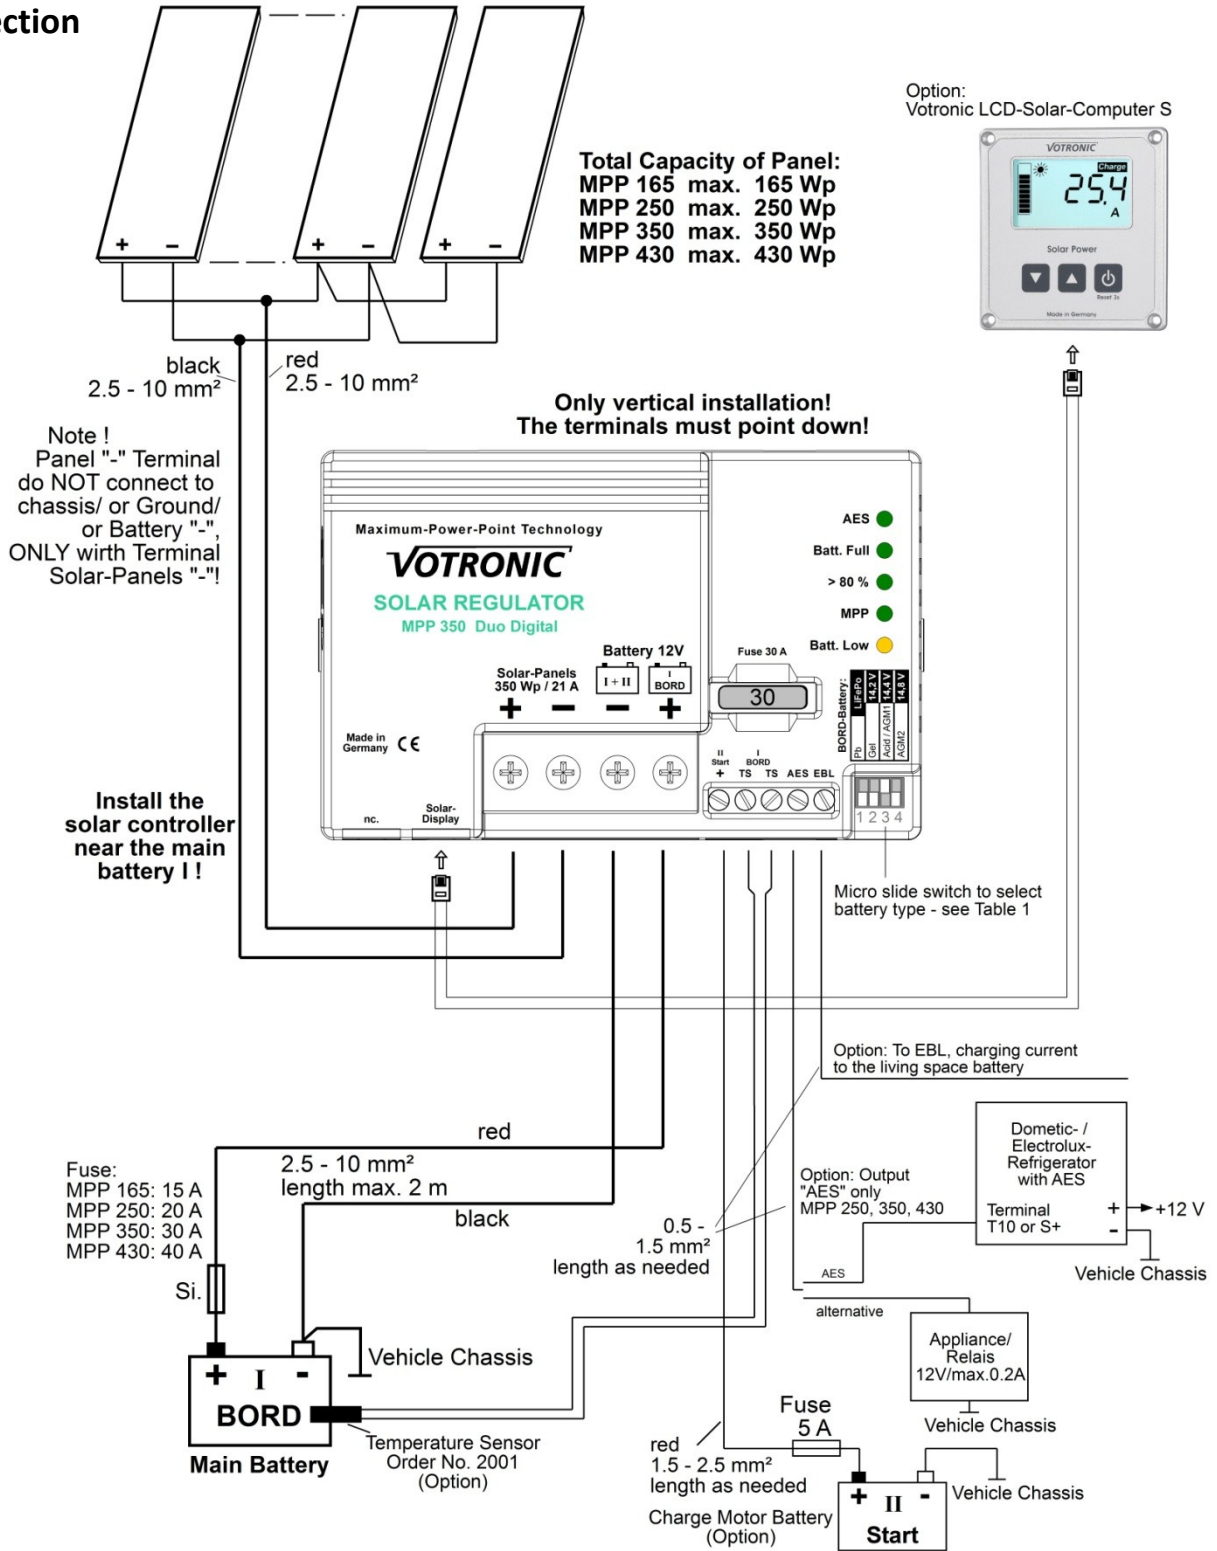 ection
+ - + - + -
Option:
Votronic LCD-Solar-Computer S
VOTRONIC
Charge
25.4
A
Solar Power
Reset 3s
Made in Germany
Total Capacity of Panel:
MPP 165 max. 165 Wp
MPP 250 max. 250 Wp
MPP 350 max. 350 Wp
MPP 430 max. 430 Wp
black
2.5 - 10 mm²
red
2.5 - 10 mm²
Only vertical installation!
The terminals must point down!
Note !
Panel "-" Terminal
do NOT connect to
chassis/ or Ground/
or Battery "-",
ONLY wirth Terminal
Solar-Panels "-"!
Maximum-Power-Point Technology
VOTRONIC
SOLAR REGULATOR
MPP 350 Duo Digital
AES
Batt. Full
> 80 %
MPP
Batt. Low
Solar-Panels
350 Wp / 21 A
Battery 12V
I + II
I
BORD
+ - - +
Fuse 30 A
30
BORD-Battery:
Pb LiFePo
Gel 14,2 V
Acid / AGM1 14,4 V
AGM2 14,8 V
Made in
Germany CE
II
Start
+
I
BORD
TS TS AES EBL
1 2 3 4
nc.
Solar-
Display
Install the
solar controller
near the main
battery I !
Micro slide switch to select
battery type - see Table 1
Option: To EBL, charging current
to the living space battery
red
2.5 - 10 mm²
length max. 2 m
black
Fuse:
MPP 165: 15 A
MPP 250: 20 A
MPP 350: 30 A
MPP 430: 40 A
Si.
0.5 -
1.5 mm²
length as needed
Option: Output
"AES" only
MPP 250, 350, 430
Dometic- /
Electrolux-
Refrigerator
with AES
Terminal
T10 or S+
+
-
+12 V
Vehicle Chassis
AES
alternative
Appliance/
Relais
12V/max.0.2A
Vehicle Chassis
Vehicle Chassis
+ I -
BORD
Main Battery
Temperature Sensor
Order No. 2001
(Option)
Fuse
5 A
red
1.5 - 2.5 mm²
length as needed
Charge Motor Battery
(Option)
+ II -
Start
Vehicle Chassis